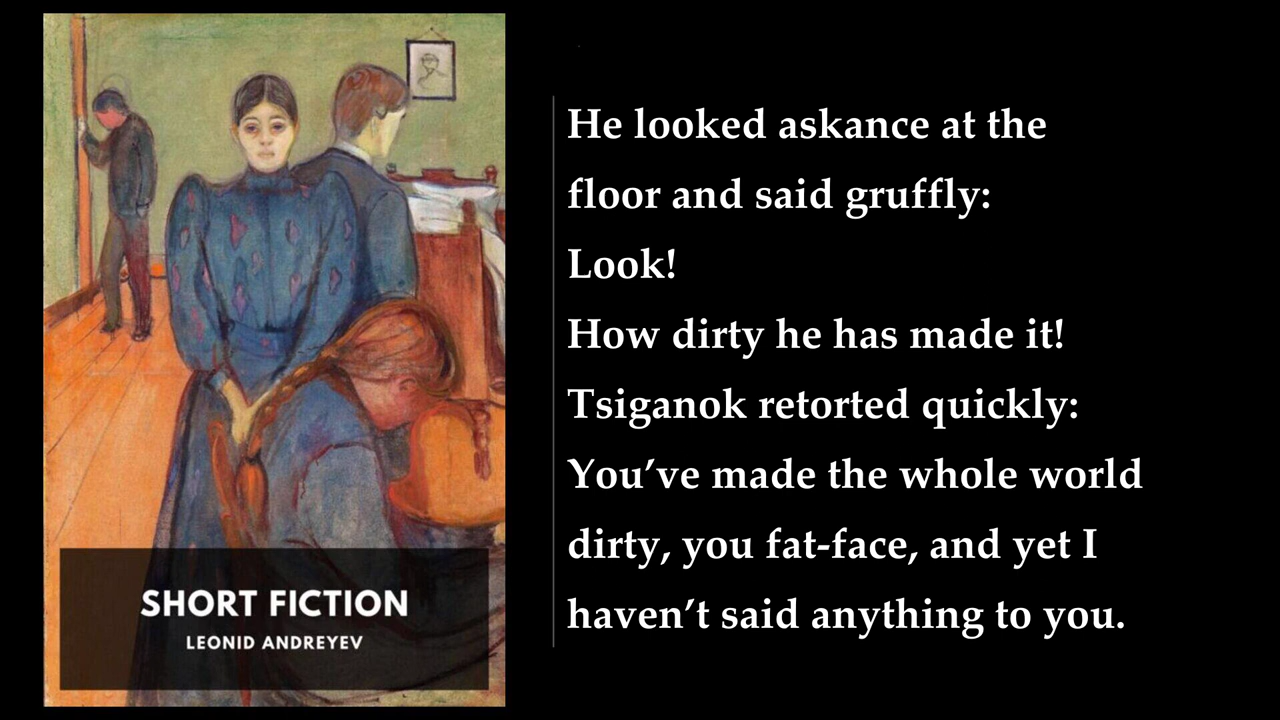 SHORT FICTION
LEONID ANDREYEV
He looked askance at the
floor and said gruffly:
Look!
How dirty he has made it!
Tsiganok retorted quickly:
You’ve made the whole world
dirty, you fat-face, and yet I
haven’t said anything to you.